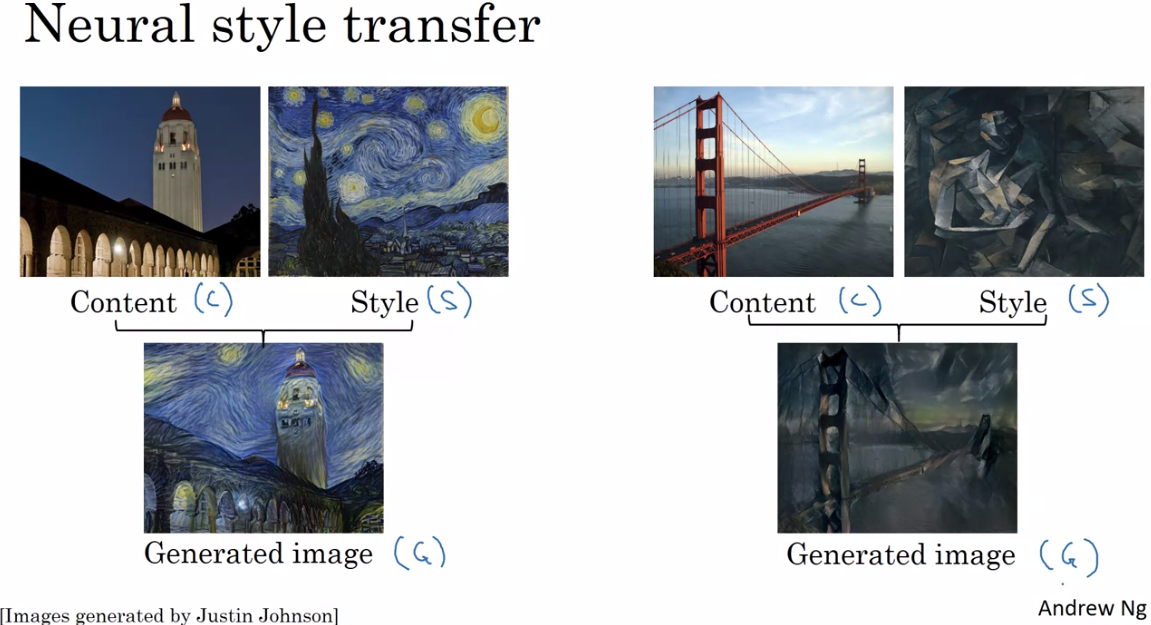 Neural style transfer
Content (C) Style (S) Content (C) Style (S)
Generated image (G) Generated image (G)
[Images generated by Justin Johnson] Andrew Ng